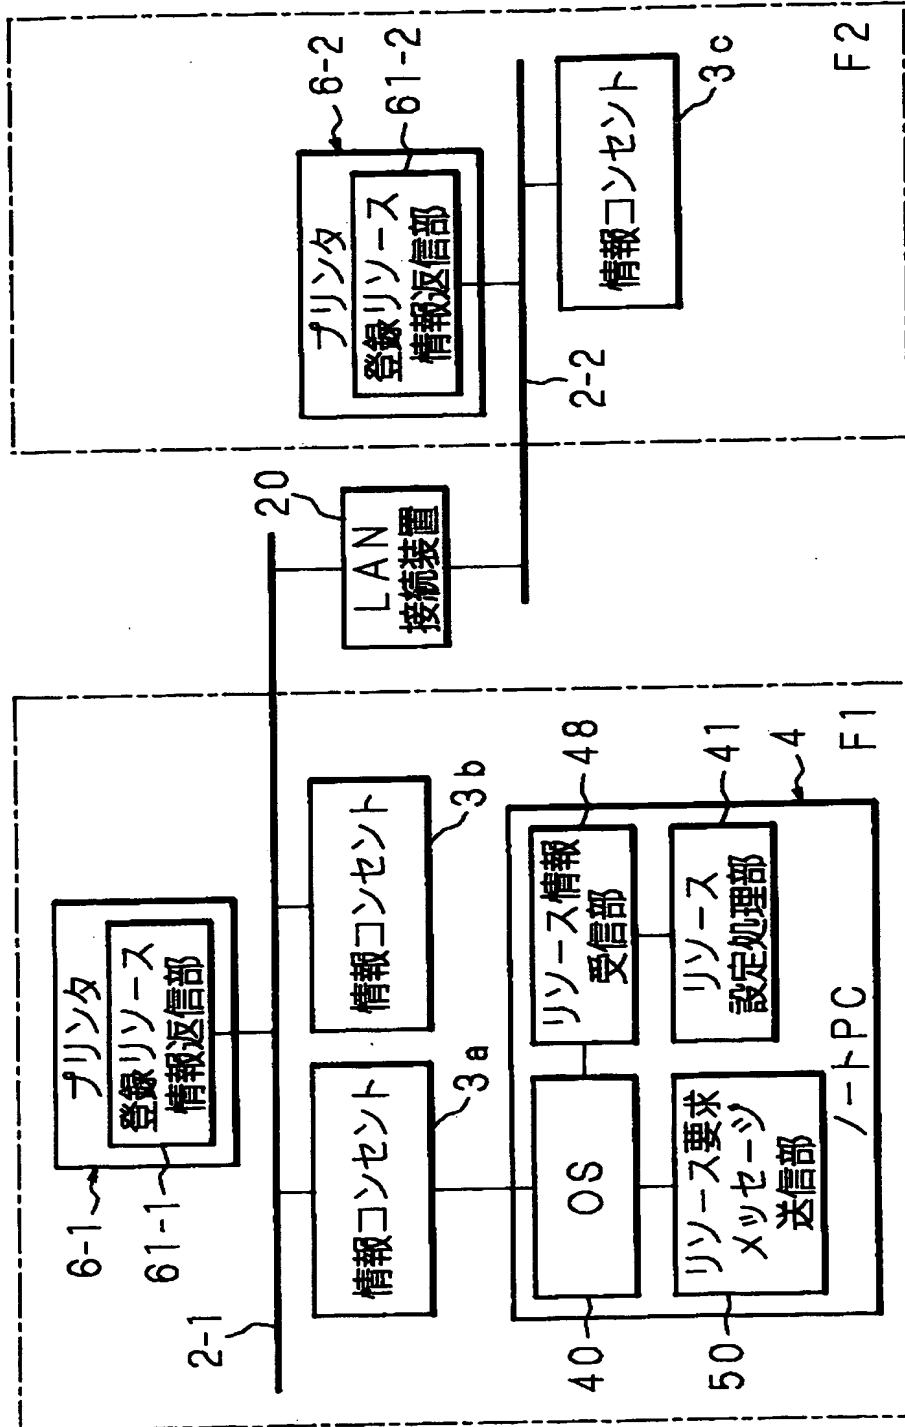 6-1
プリンタ
登録リソース
情報返信部
61-1
2-1
情報コンセント
3a
情報コンセント
3b
OS
40
リソース情報
受信部
48
リソース要求
メッセージ
送信部
50
リソース
設定処理部
41
ノートPC
4
F1
20
LAN
接続装置
プリンタ
6-2
登録リソース
情報返信部
61-2
2-2
情報コンセント
3c
F2